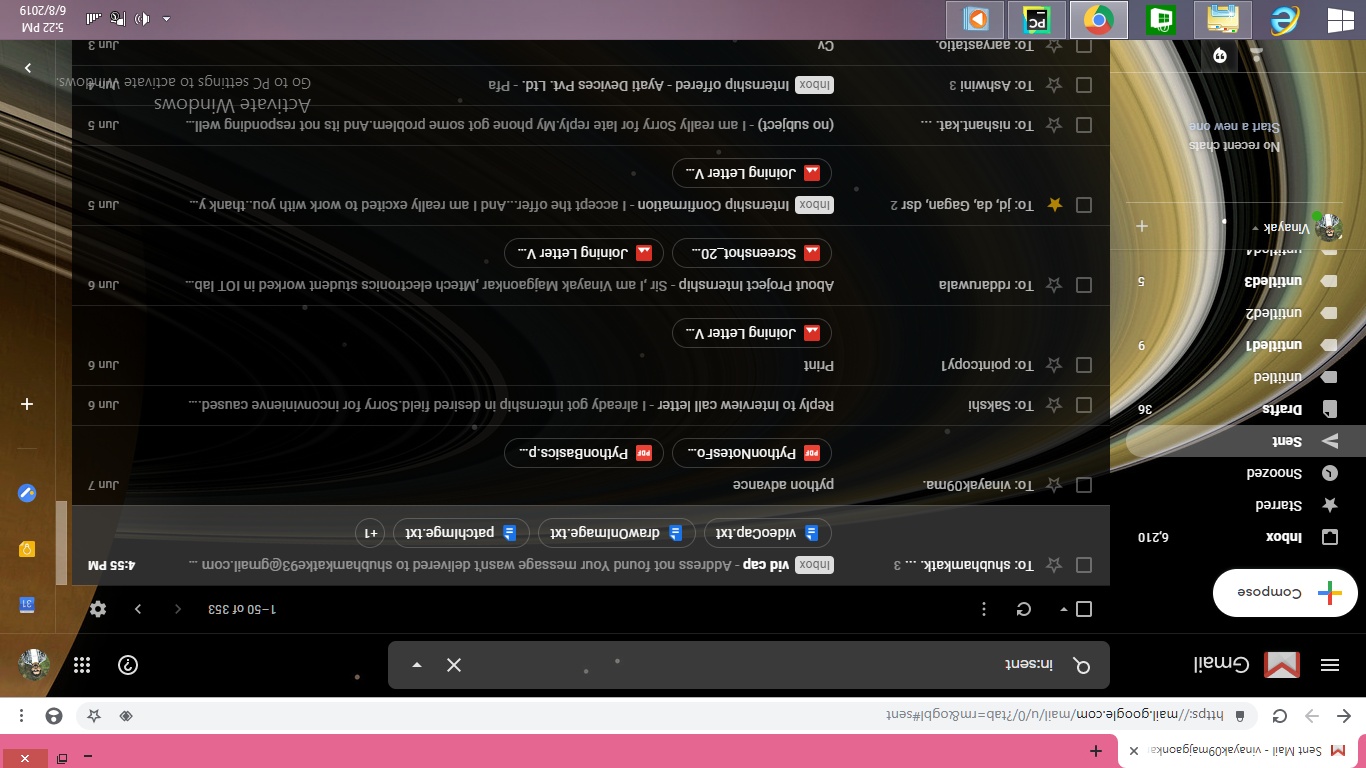 Sent Mail - vinayak09majgaonkar
https://mail.google.com/mail/u/0/?tab=rm&ogbl#sent
Gmail
in:sent
Compose
1–50 of 353
31
Inbox 6,210
Starred
Snoozed
Sent
Drafts 36
untitled
untitled1 9
untitled2
untitled3 5
untitled4
Vinayak
No recent chats
Start a new one
To: shubhamkatk. ... 3 Inbox vid cap - Address not found Your message wasn't delivered to shubhamkatke93@gmail.com ... 4:55 PM
videoCap.txt drawOnImage.txt patchImge.txt +1
To: vinayak09ma. python advance Jun 7
PDF PythonNotesFo... PDF PythonBasics.p...
To: Sakshi Reply to Interview call letter - I already got internship in desired field.Sorry for inconvinienve caused.... Jun 6
To: pointcopy1 Print Jun 6
Joining Letter V...
To: rddaruwala About Project Internship - Sir ,I am Vinayak Majgaonkar ,Mtech electronics student worked in IOT lab... Jun 6
Screenshot_20... Joining Letter V...
To: jd, da, Gagan, dsr 2 Inbox Internship Confirmation - I accept the offer...And I am really excited to work with you..thank y... Jun 5
Joining Letter V...
To: nishant.kat. ... (no subject) - I am really Sorry for late reply.My phone got some problem.And its not responding well... Jun 5
To: Ashwini 3 Inbox Internship offered - Ayati Devices Pvt. Ltd. - Pfa Jun 4
To: aaryastatio. Cv Jun 3
Activate Windows
Go to PC settings to activate Windows.
PC
5:22 PM
6/8/2019